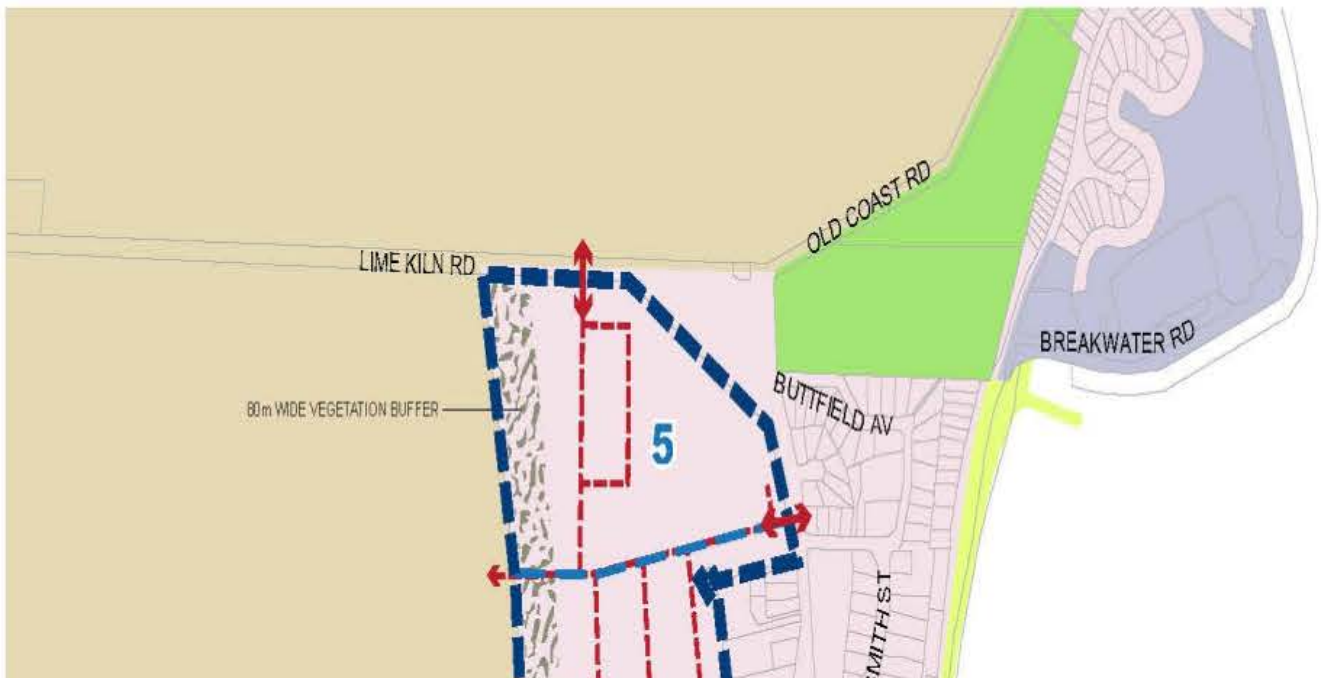 OLD COAST RD
LIME KILN RD
BREAKWATER RD
80m WIDE VEGETATION BUFFER
BUTTFIELD AV
5
SMITH ST